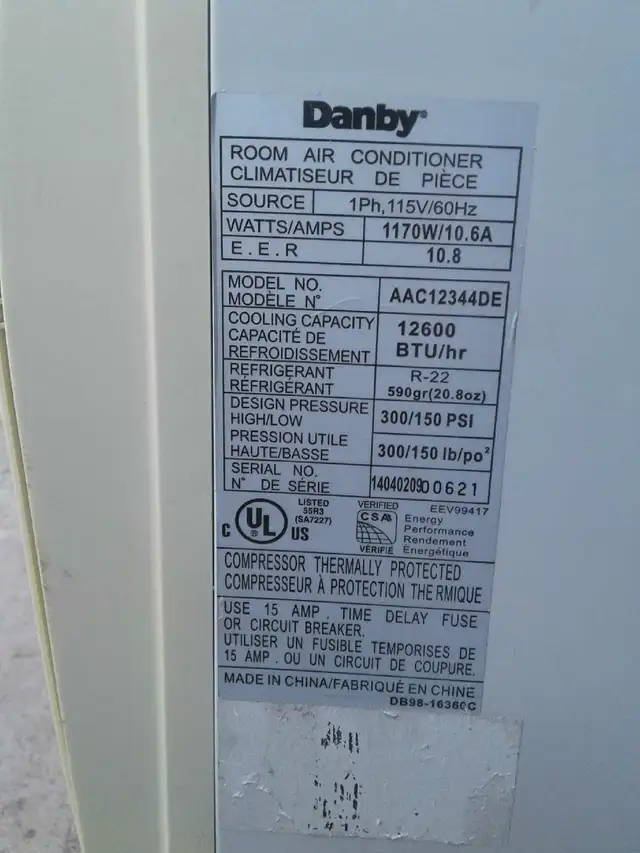 Danby®
ROOM AIR CONDITIONER
CLIMATISEUR DE PIÈCE
SOURCE 1Ph,115V/60Hz
WATTS/AMPS 1170W/10.6A
E.E.R 10.8
MODEL NO.
MODÈLE N° AAC12344DE
COOLING CAPACITY
CAPACITÉ DE
REFROIDISSEMENT
12600
BTU/hr
REFRIGERANT
RÉFRIGÉRANT
R-22
590gr(20.8oz)
DESIGN PRESSURE
HIGH/LOW
300/150 PSI
PRESSION UTILE
HAUTE/BASSE
300/150 lb/po²
SERIAL NO.
N° DE SÉRIE
1404020900621
C UL® US
LISTED
55R3
(SA7227)
VERIFIED
CSA
VÉRIFIÉ
EEV99417
Energy
Performance
Rendement
Energétique
COMPRESSOR THERMALLY PROTECTED
COMPRESSEUR À PROTECTION THERMIQUE
USE 15 AMP. TIME DELAY FUSE
OR CIRCUIT BREAKER.
UTILISER UN FUSIBLE TEMPORISES DE
15 AMP. OU UN CIRCUIT DE COUPURE.
MADE IN CHINA/FABRIQUÉ EN CHINE
DB98-16360C